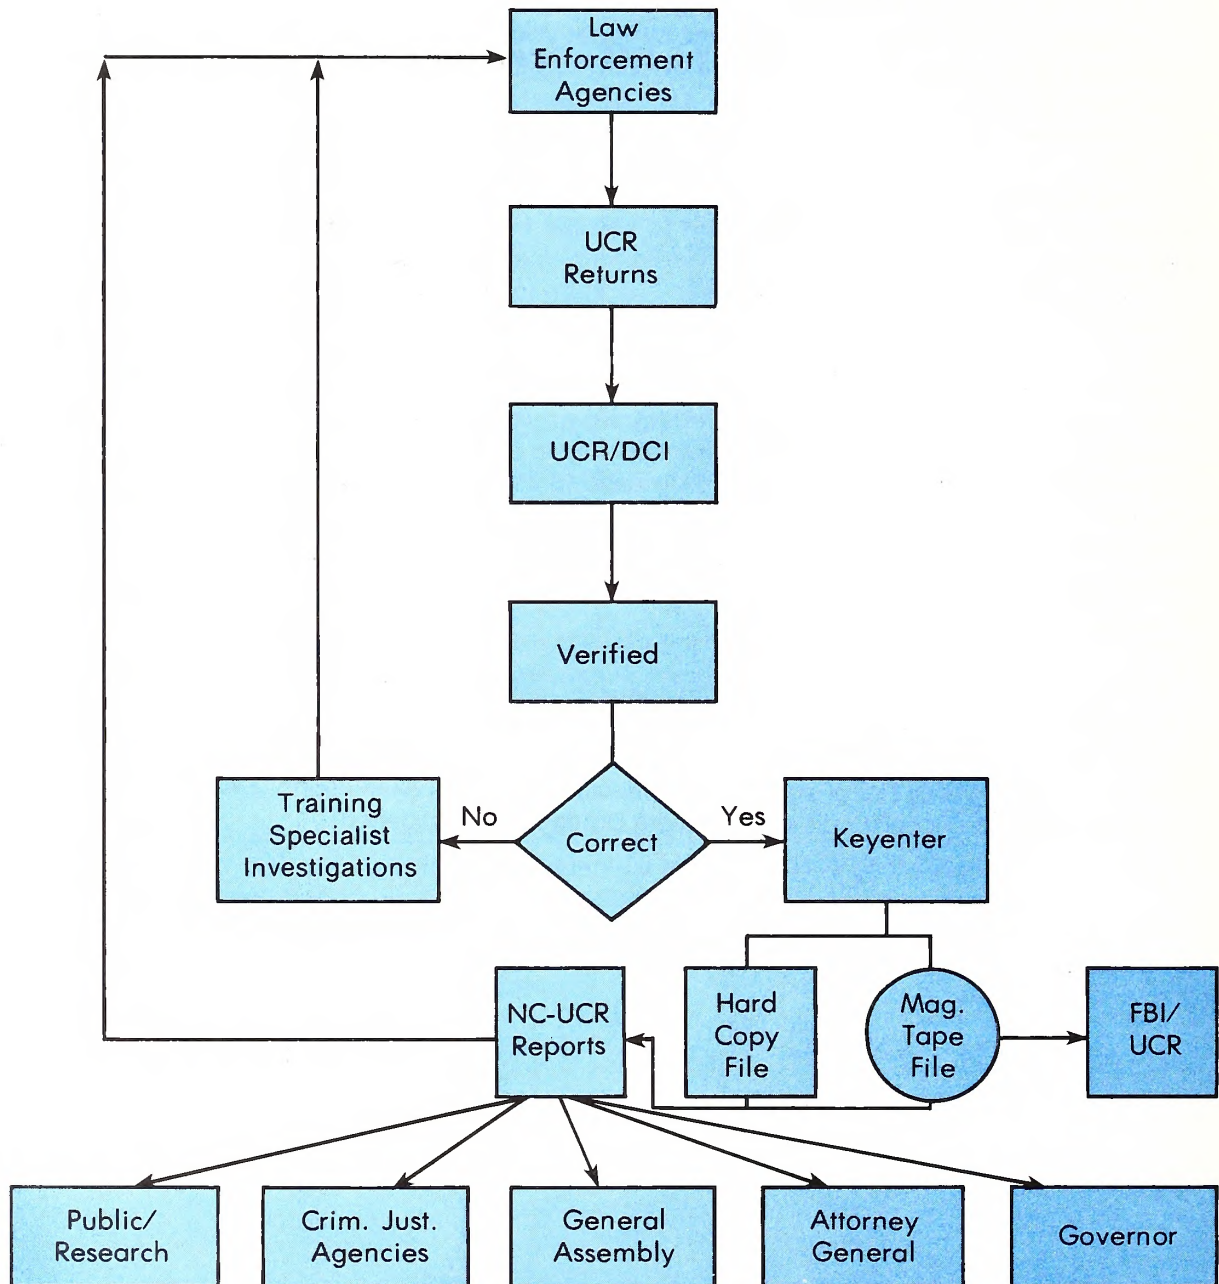 Law
Enforcement
Agencies
UCR
Returns
UCR/DCI
Verified
Training
Specialist
Investigations
No
Correct
Yes
Keyenter
NC-UCR
Reports
Hard
Copy
File
Mag.
Tape
File
FBI/
UCR
Public/
Research
Crim. Just.
Agencies
General
Assembly
Attorney
General
Governor